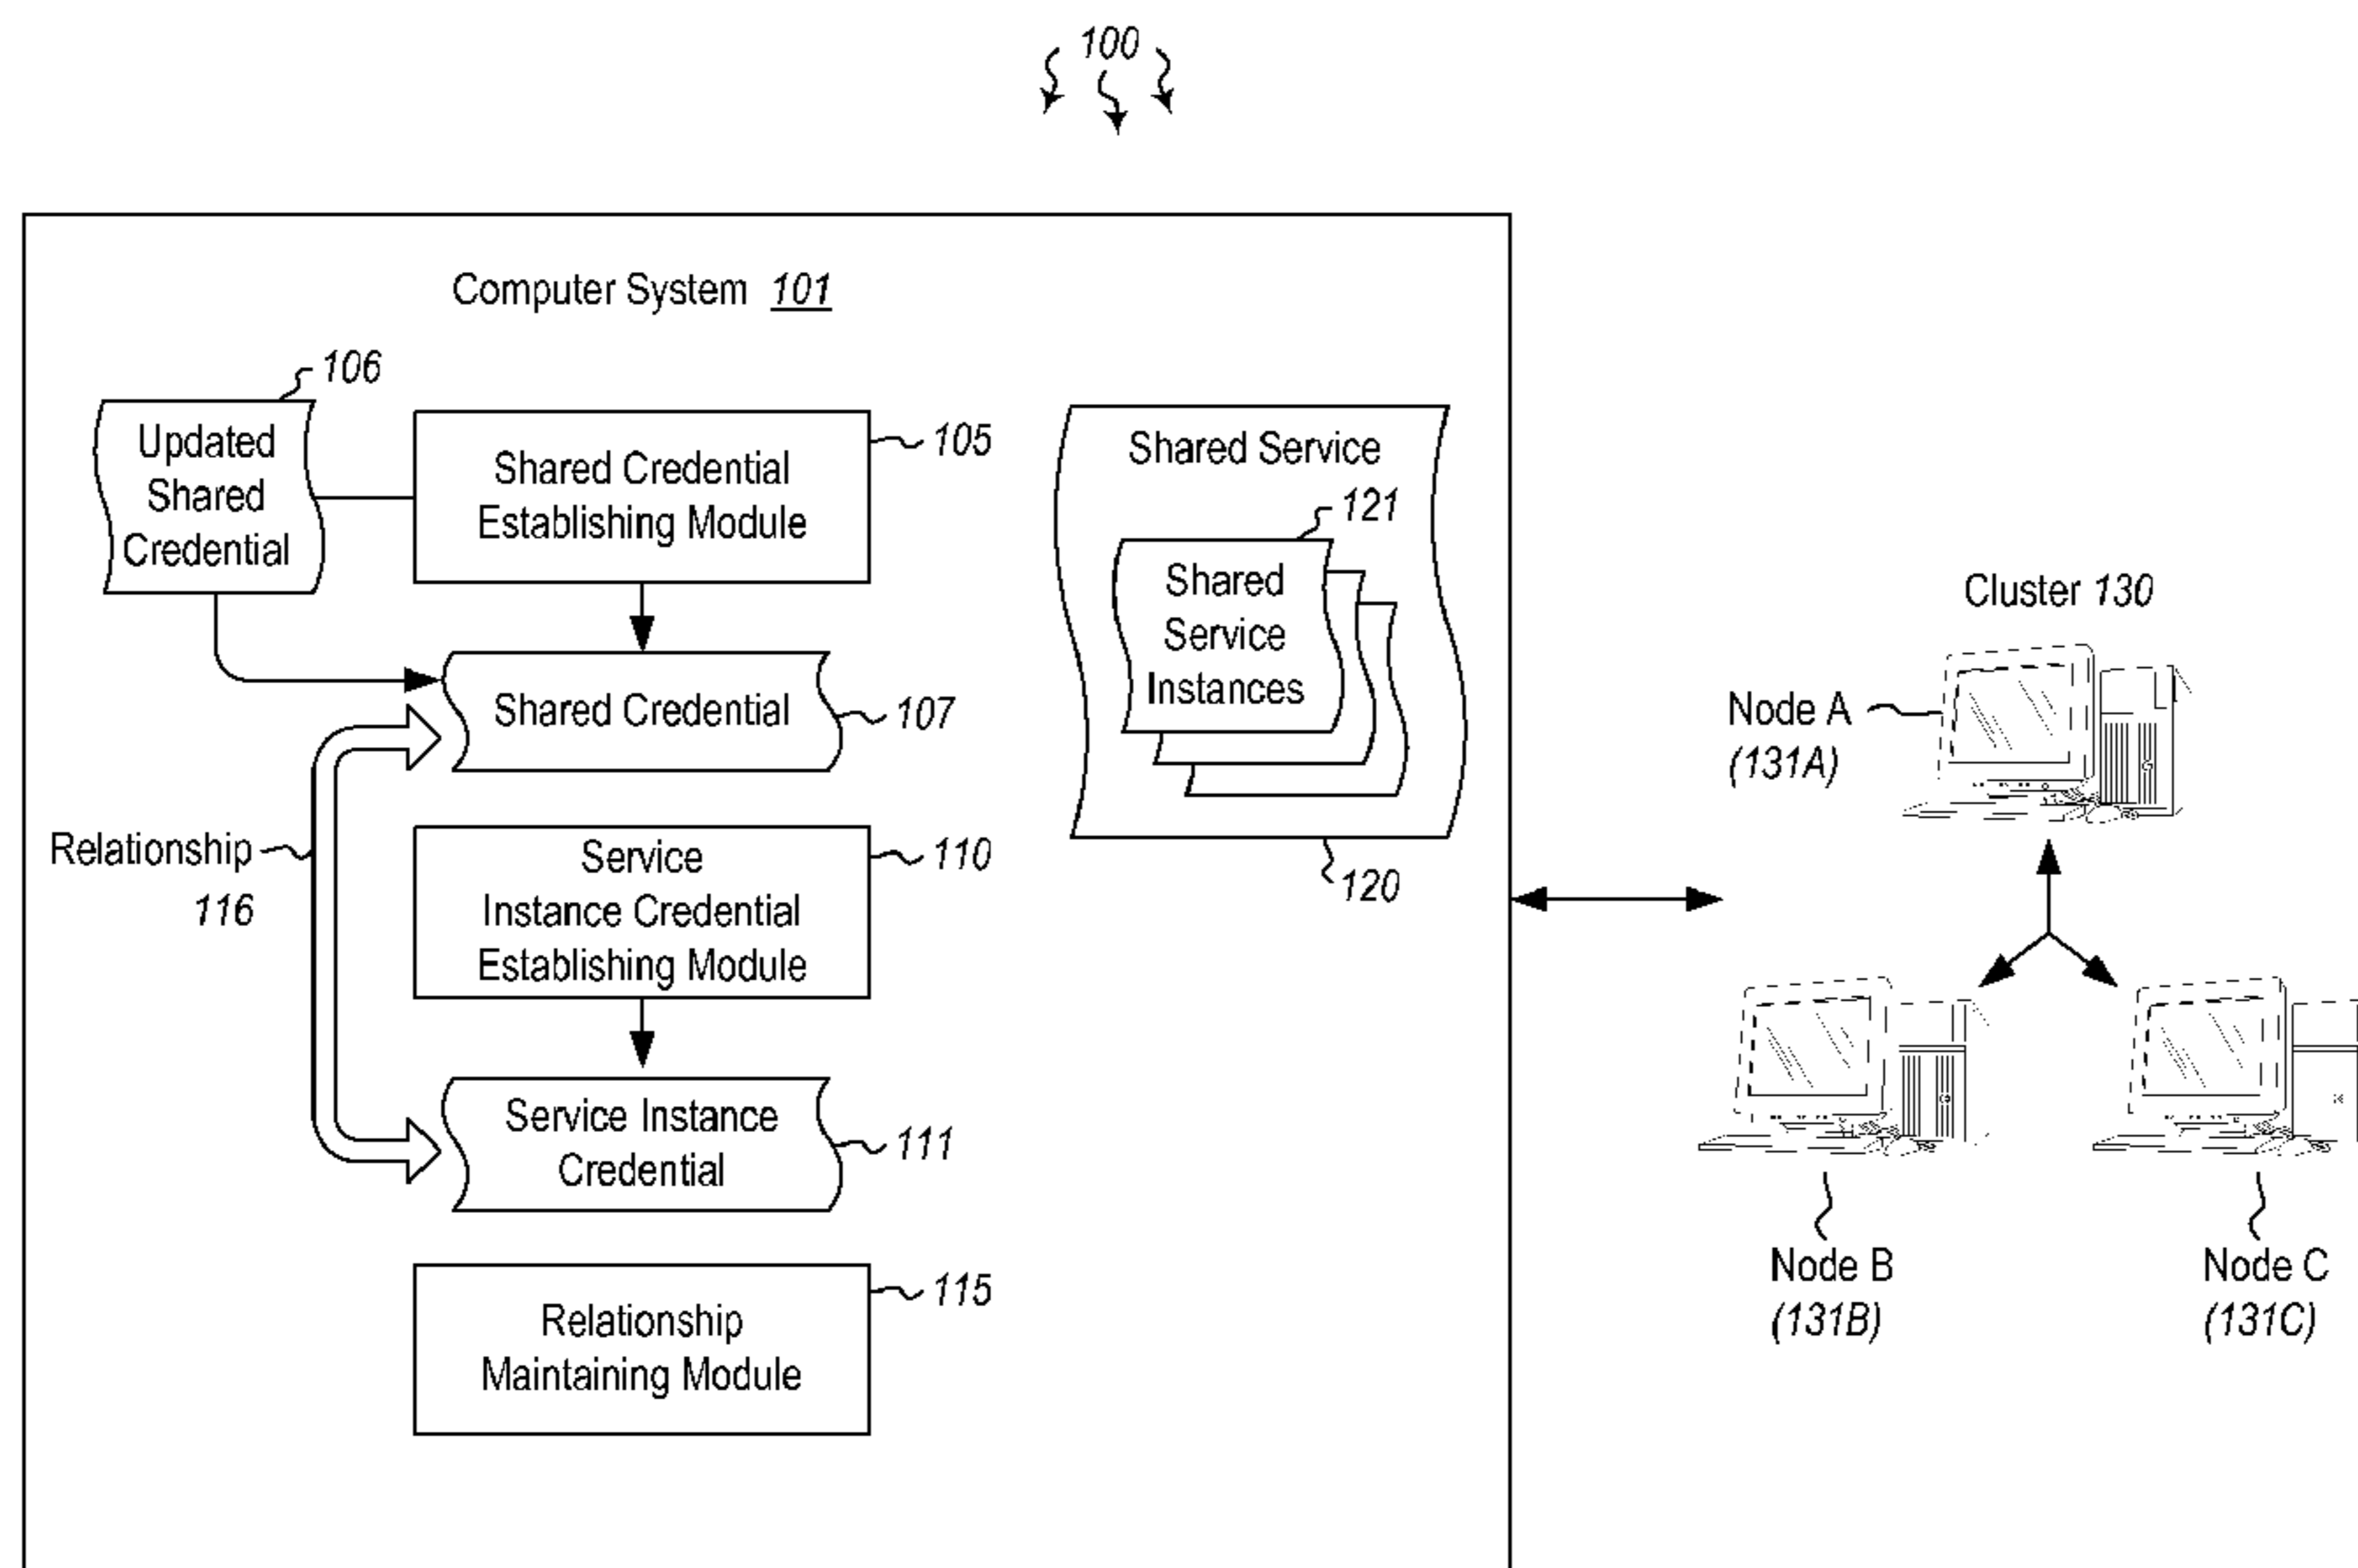 100
Computer System 101
106
Updated
Shared
Credential
Shared Credential
Establishing Module
105
Shared Credential
107
Relationship
116
Service
Instance Credential
Establishing Module
110
Service Instance
Credential
111
Relationship
Maintaining Module
115
Shared Service
121
Shared
Service
Instances
120
Cluster 130
Node A
(131A)
Node B
(131B)
Node C
(131C)